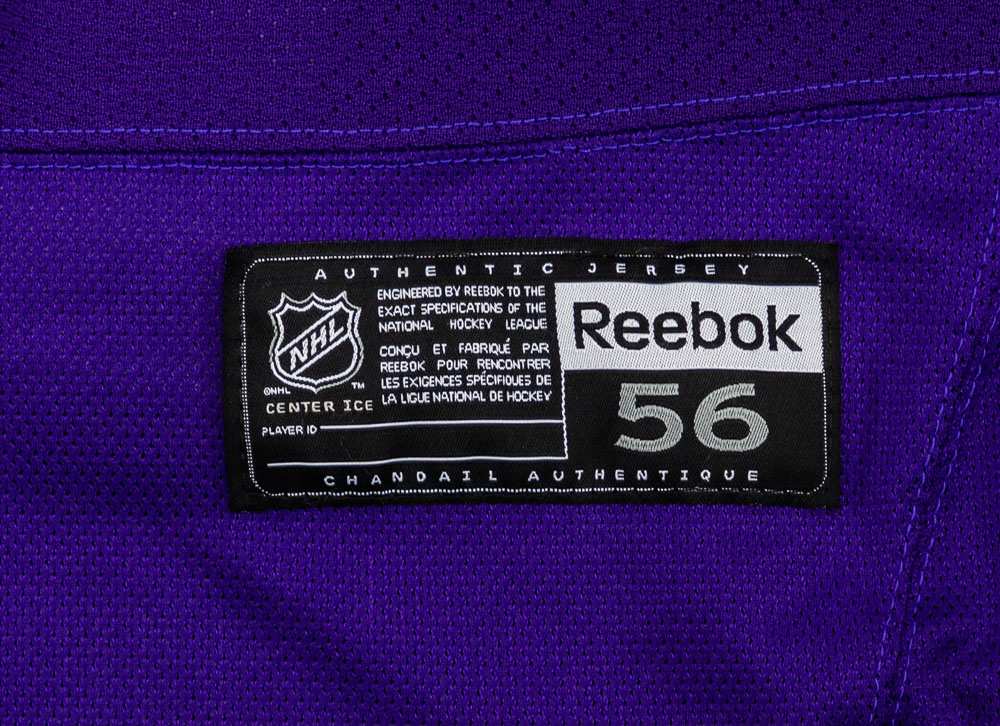 AUTHENTIC JERSEY
ENGINEERED BY REEBOK TO THE
EXACT SPECIFICATIONS OF THE
NATIONAL HOCKEY LEAGUE
CONÇU ET FABRIQUÉ PAR
REEBOK POUR RENCONTRER
LES EXIGENCES SPÉCIFIQUES DE
LA LIGUE NATIONAL DE HOCKEY
NHL
©NHL ™
CENTER ICE
PLAYER ID
Reebok
56
CHANDAIL AUTHENTIQUE